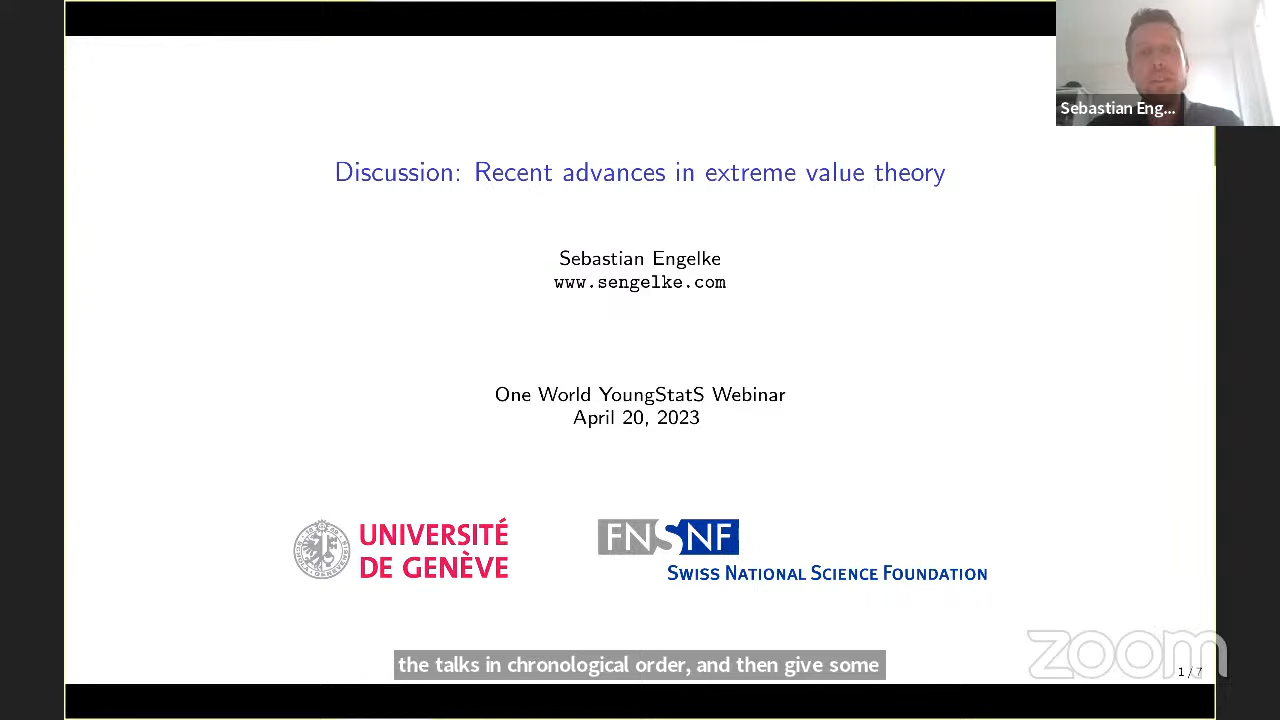 Sebastian Eng...
Discussion: Recent advances in extreme value theory
Sebastian Engelke
www.sengelke.com
One World YoungStatS Webinar
April 20, 2023
UNIVERSITÉ
DE GENÈVE
FNSNF
SWISS NATIONAL SCIENCE FOUNDATION
the talks in chronological order, and then give some
zoom
1 / 7